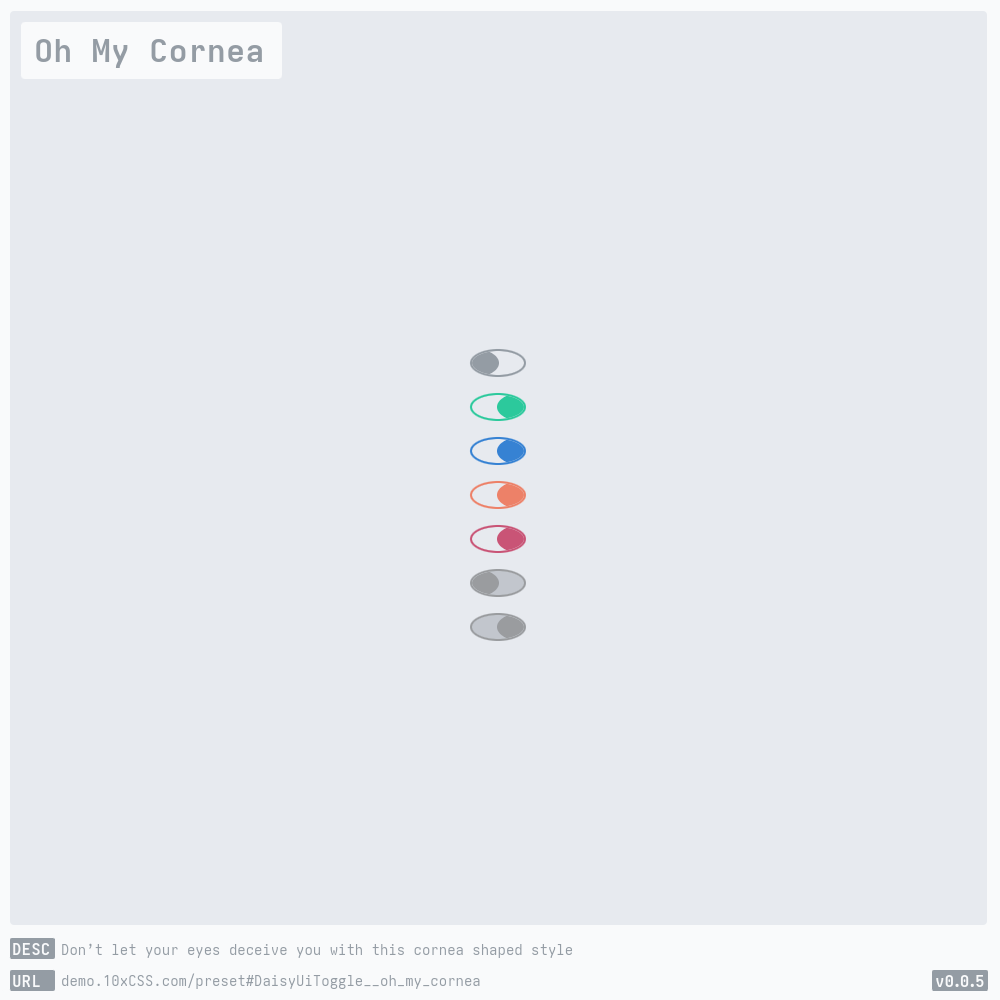 Oh My Cornea
DESC Don’t let your eyes deceive you with this cornea shaped style
URL demo.10xCSS.com/preset#DaisyUiToggle__oh_my_cornea
v0.0.5